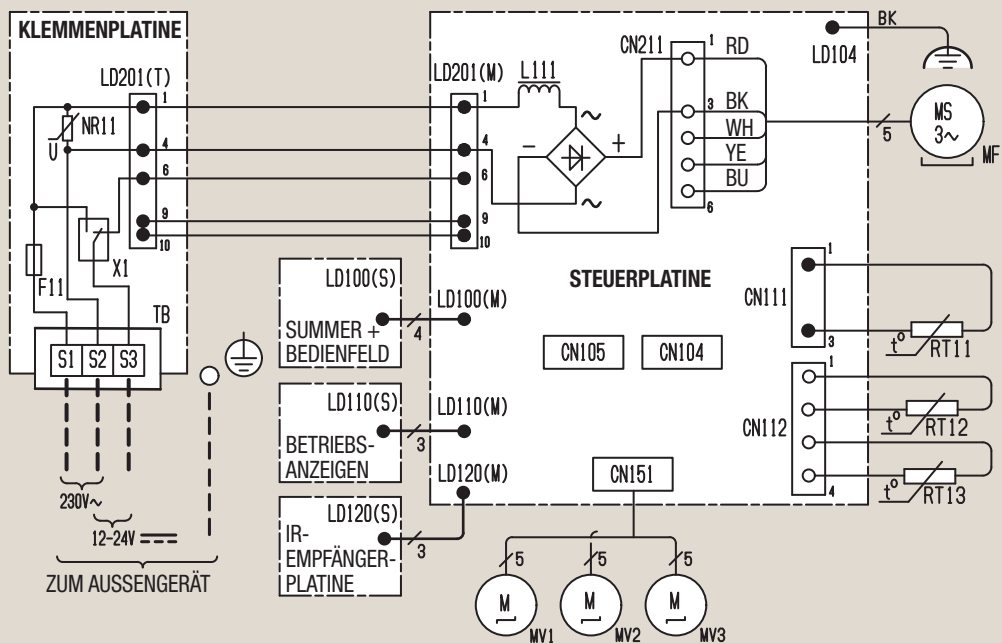 KLEMMENPLATINE
LD201(T)
1
NR11
U
4
6
9
10
F11
X1
TB
S1 S2 S3
230V~
12-24V
ZUM AUSSENGERÄT
LD201(M)
1
4
6
9
10
L111
~
- +
~
CN211
1
3
6
RD
BK
WH
YE
BU
LD104
BK
5
MS
3~
MF
STEUERPLATINE
LD100(S)
SUMMER +
BEDIENFELD
4
LD100(M)
LD110(S)
BETRIEBS-
ANZEIGEN
3
LD110(M)
LD120(S)
IR-
EMPFÄNGER-
PLATINE
3
LD120(M)
CN105
CN104
CN111
1
3
t°
RT11
CN112
1
4
t°
RT12
t°
RT13
CN151
5
M
MV1
5
M
MV2
5
M
MV3